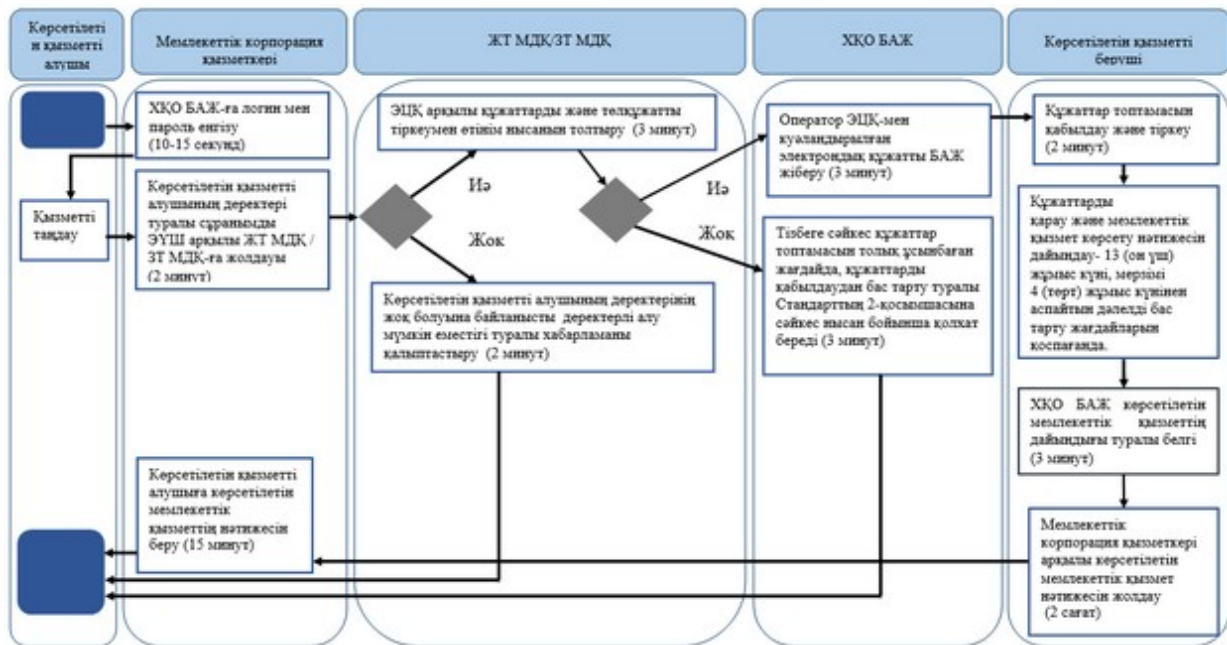 Көрсетілеті
н қызметті
алушы
Мемлекеттік корпорация
қызметкері
ЖТ МДҚ/ЗТ МДҚ
ХҚО БАЖ
Көрсетілетін қызметті
беруші
ХҚО БАЖ-ға логин мен
пароль енгізу
(10-15 секунд)
Қызметті
таңдау
Көрсетілетін қызметті
алушының деректері
туралы сұранымды
ЭҮШ арқылы ЖТ МДҚ /
ЗТ МДҚ-ға жолдауы
(2 минут)
ЭЦҚ арқылы құжаттарды және төлқұжатты
тіркеумен өтінім нысанын толтыру (3 минут)
Иә
Жок
Көрсетілетін қызметті алушының деректерінің
жоқ болуына байланысты деректерлі алу
мүмкін еместігі туралы хабарламаны
қалыптастыру (2 минут)
Иә
Жок
Оператор ЭЦҚ-мен
куәландырылған
электрондық құжатты БАЖ
жіберу (3 минут)
Тізбеге сәйкес құжаттар
топтамасын толық ұсынбаған
жағдайда, құжаттарды
қабылдаудан бас тарту туралы
Стандарттың 2-қосымшасына
сәйкес нысан бойынша қолхат
береді (3 минут)
Құжаттар топтамасын
қабылдау және тіркеу
(2 минут)
Құжаттарды
қарау және мемлекеттік
қызмет көрсету нәтижесін
дайындау- 13 (он үш)
жұмыс күні, мерзімі
4 (төрт) жұмыс күнінен
аспайтын дәлелді бас
тарту жағдайларын
қоспағанда.
ХҚО БАЖ көрсетілетін
мемлекеттік қызметтің
дайындығы туралы белгі
(3 минут)
Мемлекеттік
корпорация қызметкері
арқылы көрсетілетін
мемлекеттік қызмет
нәтижесін жолдау
(2 сағат)
Көрсетілетін қызметті
алушыға көрсетілетін
мемлекеттік
қызметтің нәтижесін
беру (15 минут)